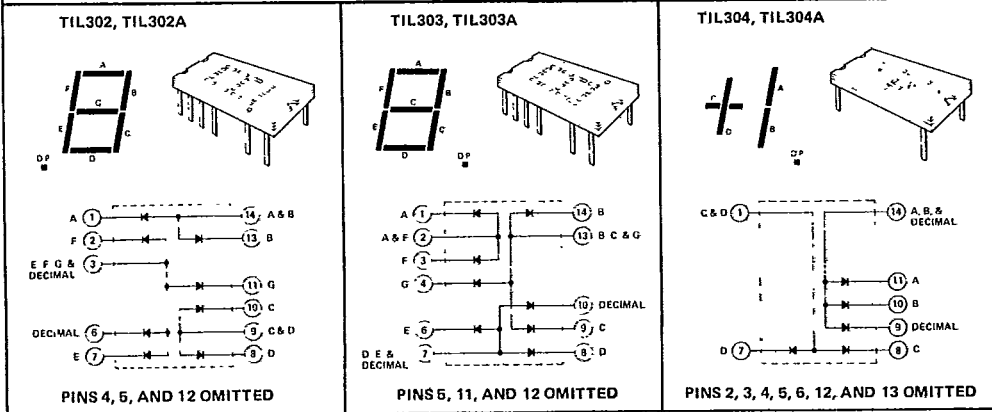 TIL302, TIL302A
A
F
B
G
E
C
D
D P
A 1
14 A & B
F 2
13 B
E F G &
DECIMAL 3
11 G
10 C
DECIMAL 6
9 C & D
E 7
8 D
PINS 4, 5, AND 12 OMITTED
TIL303, TIL303A
A
F
B
E
C
D
D P
A 1
14 B
A & F 2
13 B C & G
F 3
G 4
10 DECIMAL
E 6
9 C
D E &
DECIMAL 7
8 D
PINS 5, 11, AND 12 OMITTED
TIL304, TIL304A
C
A
D
B
D P
C & D 1
14 A, B, &
DECIMAL
11 A
10 B
9 DECIMAL
D 7
8 C
PINS 2, 3, 4, 5, 6, 12, AND 13 OMITTED